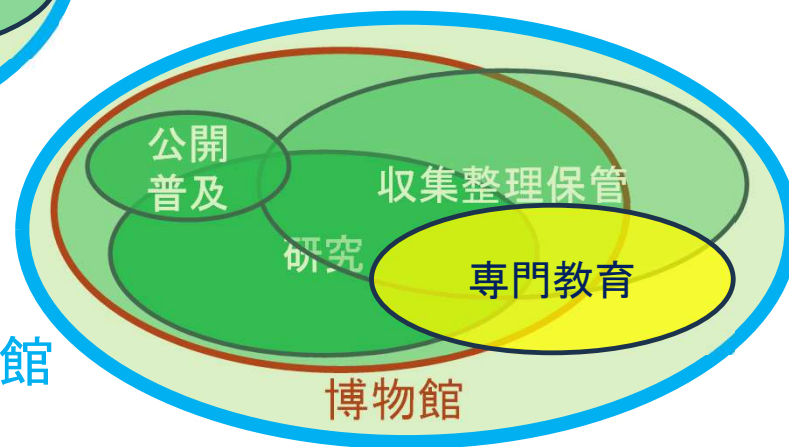 公開
普及
収集整理保管
研究
専門教育
館
博物館